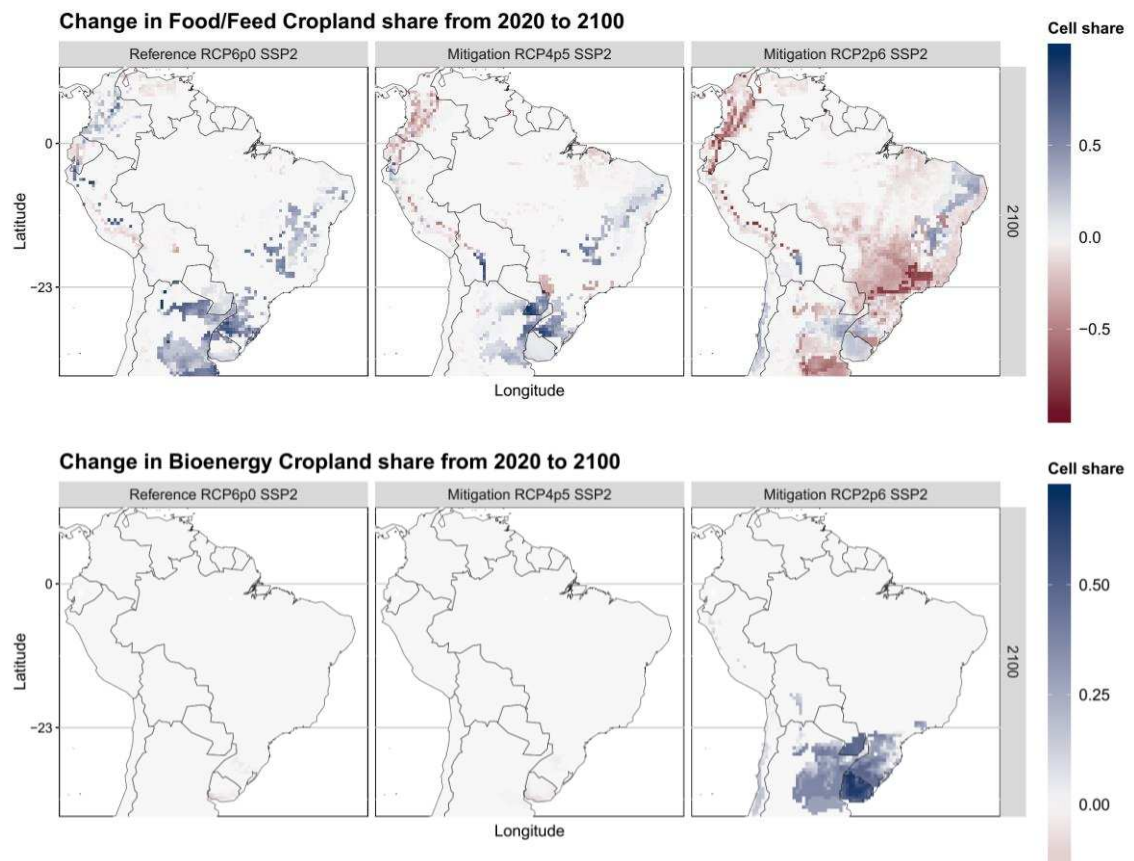 Change in Food/Feed Cropland share from 2020 to 2100
Reference RCP6p0 SSP2
Mitigation RCP4p5 SSP2
Mitigation RCP2p6 SSP2
Cell share
0.5
0.0
−0.5
0
−23
Latitude
2100
Longitude
Change in Bioenergy Cropland share from 2020 to 2100
Reference RCP6p0 SSP2
Mitigation RCP4p5 SSP2
Mitigation RCP2p6 SSP2
Cell share
0.50
0.25
0.00
0
−23
Latitude
2100
Longitude